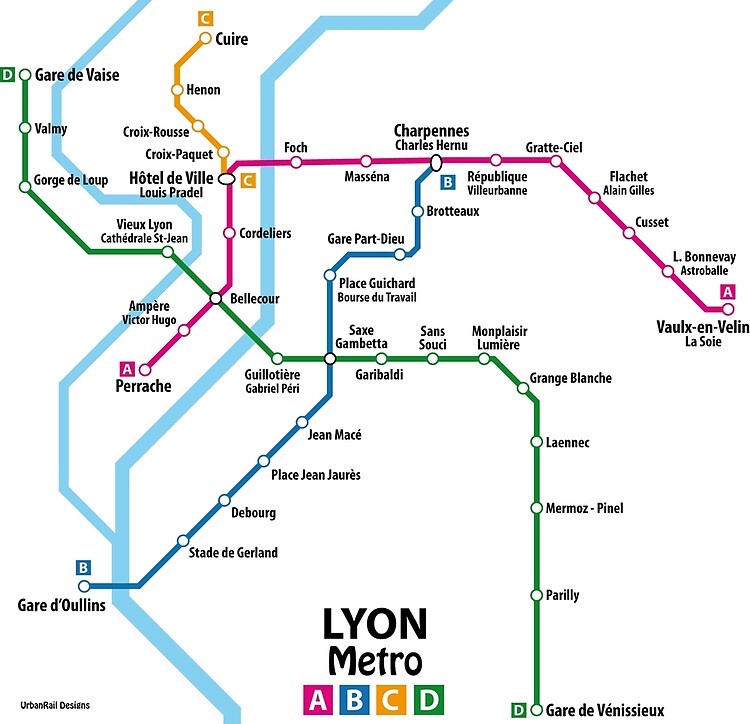 C
Cuire
D
Gare de Vaise
Henon
Valmy
Croix-Rousse
Croix-Paquet
Charpennes
Charles Hernu
Foch
Masséna
Gratte-Ciel
Hôtel de Ville
Louis Pradel
C
B
République
Villeurbanne
Gorge de Loup
Flachet
Alain Gilles
Brotteaux
Vieux Lyon
Cathédrale St-Jean
Cordeliers
Gare Part-Dieu
Cusset
L. Bonnevay
Astroballe
Place Guichard
Bourse du Travail
A
Bellecour
Ampère
Victor Hugo
Vaulx-en-Velin
La Soie
Saxe
Gambetta
Sans
Souci
Monplaisir
Lumière
A
Perrache
Guillotière
Gabriel Péri
Garibaldi
Grange Blanche
Jean Macé
Laennec
Place Jean Jaurès
Debourg
Mermoz - Pinel
Stade de Gerland
B
Gare d'Oullins
Parilly
LYON
Metro
A B C D
UrbanRail Designs
D
Gare de Vénissieux